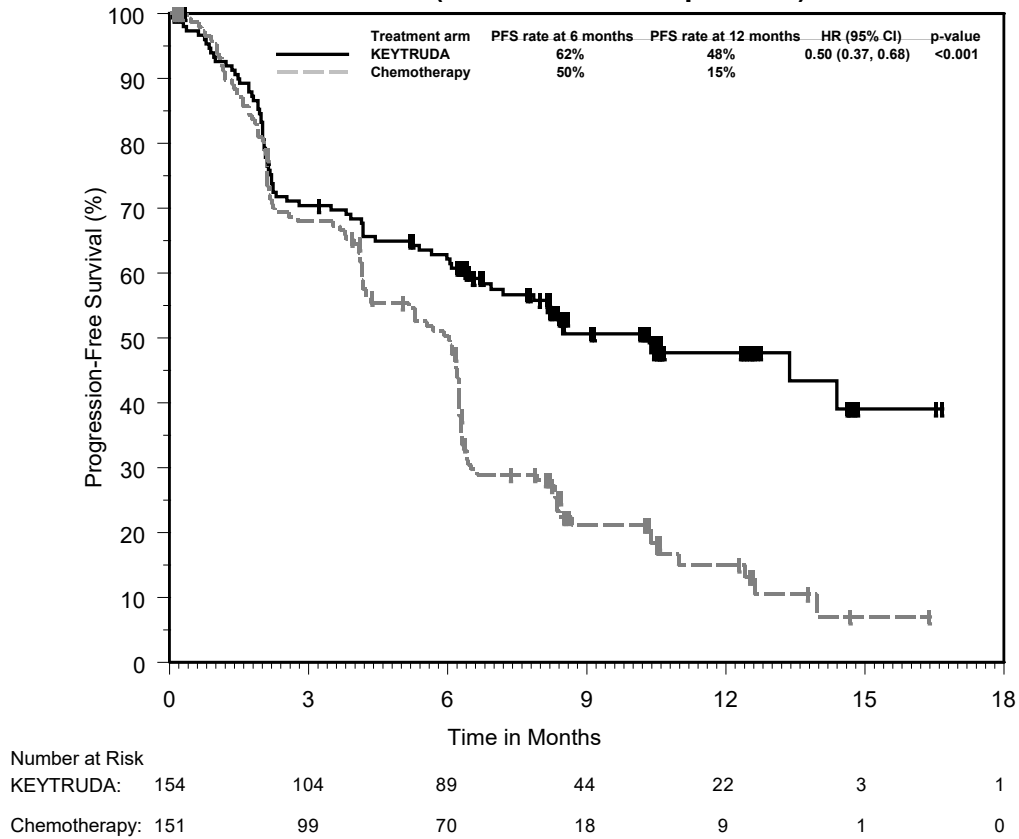 Treatment arm PFS rate at 6 months PFS rate at 12 months HR (95% CI) p-value
KEYTRUDA 62% 48% 0.50 (0.37, 0.68) <0.001
Chemotherapy 50% 15%
100
90
80
70
60
50
40
30
20
10
0
Progression-Free Survival (%)
0 3 6 9 12 15 18
Time in Months
Number at Risk
KEYTRUDA: 154 104 89 44 22 3 1
Chemotherapy: 151 99 70 18 9 1 0